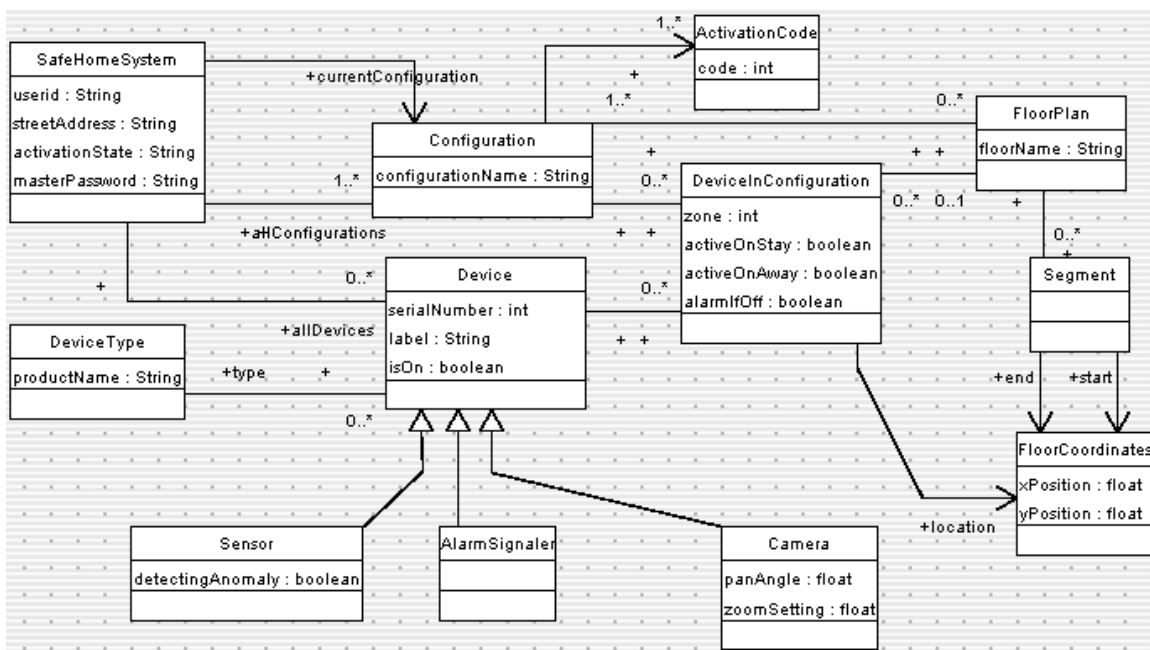 SafeHomeSystem
userid : String
streetAddress : String
activationState : String
masterPassword : String
+currentConfiguration
1..*
+
1..*
ActivationCode
code : int
Configuration
configurationName : String
0..*
+
+ +
FloorPlan
floorName : String
1..*
+allConfigurations
0..*
+ +
DeviceInConfiguration
zone : int
activeOnStay : boolean
activeOnAway : boolean
alarmIfOff : boolean
0..* 0..1
+
0..*
+
Segment
+
0..*
+allDevices
Device
serialNumber : int
label : String
isOn : boolean
0..*
+ +
DeviceType
productName : String
+type
+
0..*
+end
+start
FloorCoordinates
xPosition : float
yPosition : float
+location
Sensor
detectingAnomaly : boolean
AlarmSignaler
Camera
panAngle : float
zoomSetting : float